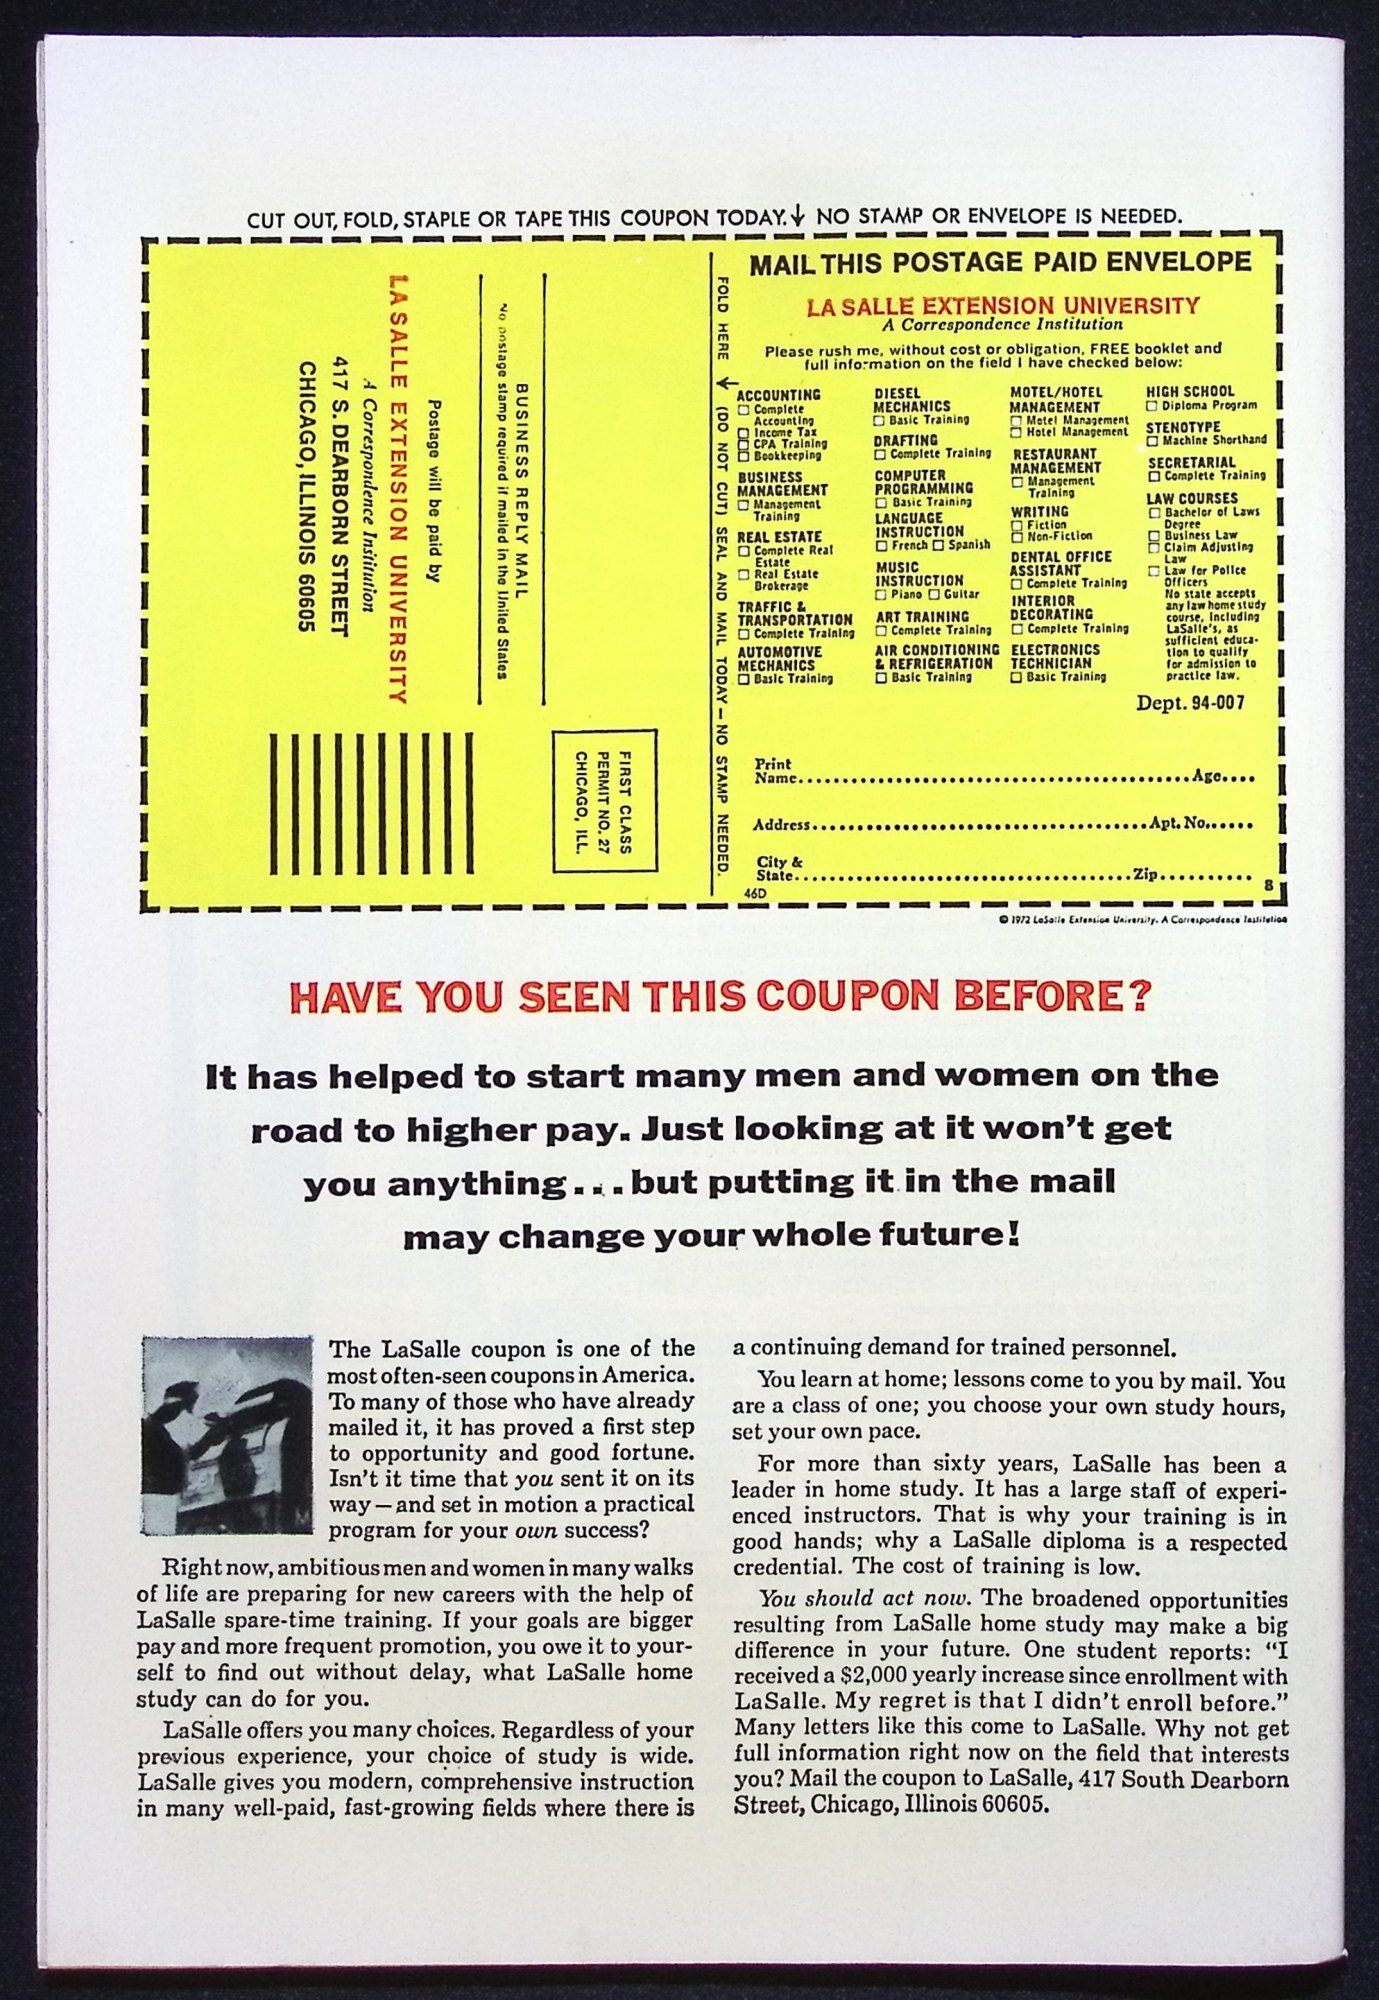 CUT OUT, FOLD, STAPLE OR TAPE THIS COUPON TODAY. ↓ NO STAMP OR ENVELOPE IS NEEDED.
LA SALLE EXTENSION UNIVERSITY
A Correspondence Institution
417 S. DEARBORN STREET
CHICAGO, ILLINOIS 60605
Postage will be paid by
BUSINESS REPLY MAIL
No postage stamp required if mailed in the United States
FIRST CLASS
PERMIT NO. 27
CHICAGO, ILL.
FOLD HERE ↓ (DO NOT CUT) SEAL AND MAIL TODAY — NO STAMP NEEDED.
MAIL THIS POSTAGE PAID ENVELOPE
LA SALLE EXTENSION UNIVERSITY
A Correspondence Institution
Please rush me, without cost or obligation, FREE booklet and
full information on the field I have checked below:
ACCOUNTING
☐ Complete
Accounting
☐ Income Tax
☐ CPA Training
☐ Bookkeeping
BUSINESS
MANAGEMENT
☐ Management
Training
REAL ESTATE
☐ Complete Real
Estate
☐ Real Estate
Brokerage
TRAFFIC &
TRANSPORTATION
☐ Complete Training
AUTOMOTIVE
MECHANICS
☐ Basic Training
DIESEL
MECHANICS
☐ Basic Training
DRAFTING
☐ Complete Training
COMPUTER
PROGRAMMING
☐ Basic Training
LANGUAGE
INSTRUCTION
☐ French ☐ Spanish
MUSIC
INSTRUCTION
☐ Piano ☐ Guitar
ART TRAINING
☐ Complete Training
AIR CONDITIONING
& REFRIGERATION
☐ Basic Training
MOTEL/HOTEL
MANAGEMENT
☐ Motel Management
☐ Hotel Management
RESTAURANT
MANAGEMENT
☐ Management
Training
WRITING
☐ Fiction
☐ Non-Fiction
DENTAL OFFICE
ASSISTANT
☐ Complete Training
INTERIOR
DECORATING
☐ Complete Training
ELECTRONICS
TECHNICIAN
☐ Basic Training
HIGH SCHOOL
☐ Diploma Program
STENOTYPE
☐ Machine Shorthand
SECRETARIAL
☐ Complete Training
LAW COURSES
☐ Bachelor of Laws
Degree
☐ Business Law
☐ Claim Adjusting
Law
☐ Law for Police
Officers
No state accepts
any law home study
course, including
LaSalle's, as
sufficient educa-
tion to qualify
for admission to
practice law.
Dept. 94-007
Print
Name.............................................Age....
Address......................................Apt. No......
City &
State......................................Zip..........
46D
8
© 1972 LaSalle Extension University. A Correspondence Institution
HAVE YOU SEEN THIS COUPON BEFORE?
It has helped to start many men and women on the
road to higher pay. Just looking at it won't get
you anything...but putting it in the mail
may change your whole future!
The LaSalle coupon is one of the
most often-seen coupons in America.
To many of those who have already
mailed it, it has proved a first step
to opportunity and good fortune.
Isn't it time that you sent it on its
way—and set in motion a practical
program for your own success?
Right now, ambitious men and women in many walks
of life are preparing for new careers with the help of
LaSalle spare-time training. If your goals are bigger
pay and more frequent promotion, you owe it to your-
self to find out without delay, what LaSalle home
study can do for you.
LaSalle offers you many choices. Regardless of your
previous experience, your choice of study is wide.
LaSalle gives you modern, comprehensive instruction
in many well-paid, fast-growing fields where there is
a continuing demand for trained personnel.
You learn at home; lessons come to you by mail. You
are a class of one; you choose your own study hours,
set your own pace.
For more than sixty years, LaSalle has been a
leader in home study. It has a large staff of experi-
enced instructors. That is why your training is in
good hands; why a LaSalle diploma is a respected
credential. The cost of training is low.
You should act now. The broadened opportunities
resulting from LaSalle home study may make a big
difference in your future. One student reports: “I
received a $2,000 yearly increase since enrollment with
LaSalle. My regret is that I didn't enroll before.”
Many letters like this come to LaSalle. Why not get
full information right now on the field that interests
you? Mail the coupon to LaSalle, 417 South Dearborn
Street, Chicago, Illinois 60605.